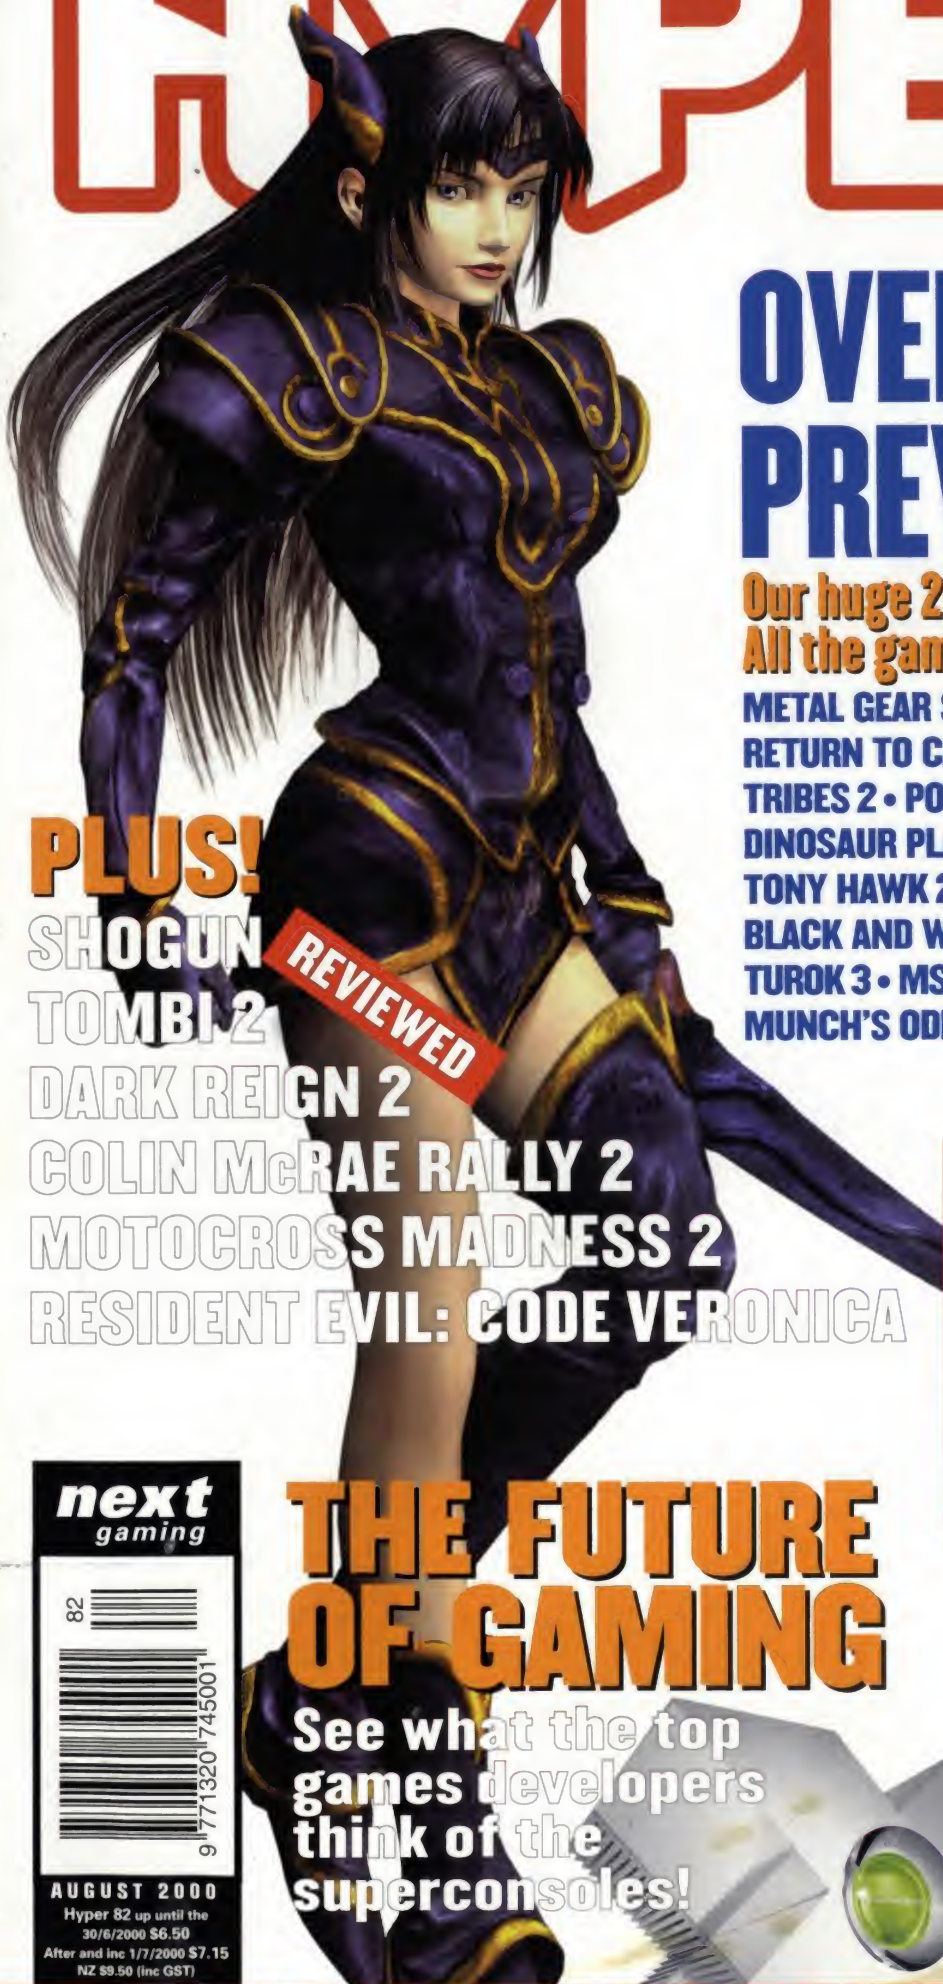 HYPE
OVE
PREV
Our huge 2
All the gam
METAL GEAR S
RETURN TO C
TRIBES 2 • PO
DINOSAUR PLA
TONY HAWK 2
BLACK AND W
TUROK 3 • MS
MUNCH'S ODD
PLUS!
SHOGUN
TOMBI 2
DARK REIGN 2
COLIN McRAE RALLY 2
MOTOCROSS MADNESS 2
RESIDENT EVIL: CODE VERONICA
REVIEWED
next
gaming
82
9 771320 745001
AUGUST 2000
Hyper 82 up until the
30/6/2000 $6.50
After and inc 1/7/2000 $7.15
NZ $9.50 (inc GST)
THE FUTURE
OF GAMING
See what the top
games developers
think of the
superconsoles!